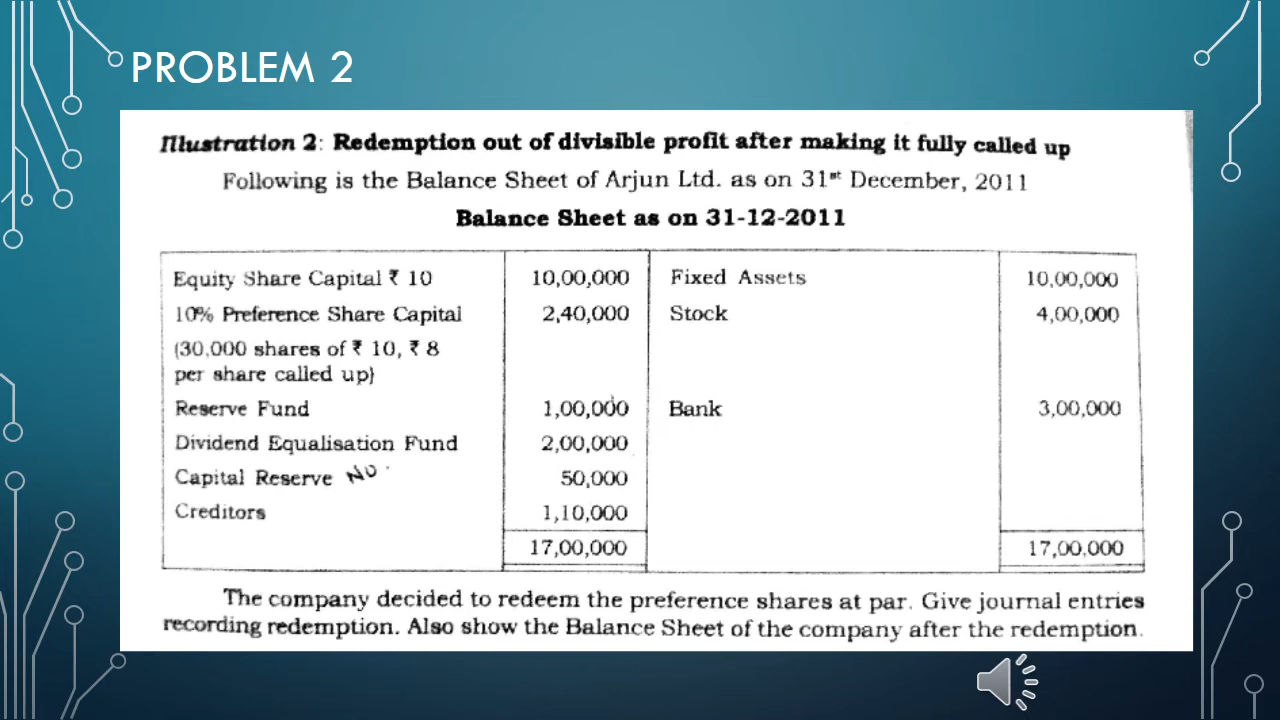 PROBLEM 2
Illustration 2: Redemption out of divisible profit after making it fully called up
Following is the Balance Sheet of Arjun Ltd. as on 31st December, 2011
Balance Sheet as on 31-12-2011
Equity Share Capital ₹ 10 10,00,000 Fixed Assets 10,00,000
10% Preference Share Capital 2,40,000 Stock 4,00,000
(30,000 shares of ₹ 10, ₹ 8
per share called up)
Reserve Fund 1,00,000 Bank 3,00,000
Dividend Equalisation Fund 2,00,000
Capital Reserve NO 50,000
Creditors 1,10,000
17,00,000 17,00,000
The company decided to redeem the preference shares at par. Give journal entries
recording redemption. Also show the Balance Sheet of the company after the redemption.